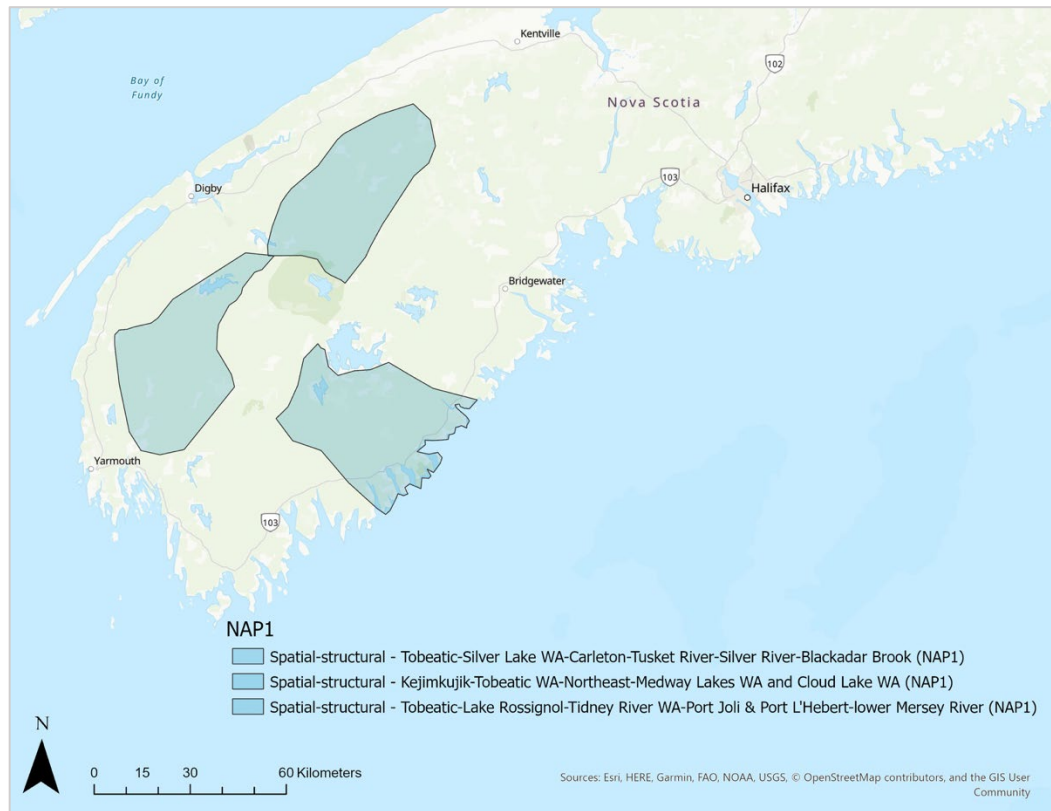 Kentville
102
Bay of
Fundy
Nova Scotia
Digby
103
Halifax
Bridgewater
Yarmouth
103
NAP1
Spatial-structural - Tobeatic-Silver Lake WA-Carleton-Tusket River-Silver River-Blackadar Brook (NAP1)
Spatial-structural - Kejimkujik-Tobeatic WA-Northeast-Medway Lakes WA and Cloud Lake WA (NAP1)
Spatial-structural - Tobeatic-Lake Rossignol-Tidney River WA-Port Joli & Port L'Hebert-lower Mersey River (NAP1)
N
0 15 30 60 Kilometers
Sources: Esri, HERE, Garmin, FAO, NOAA, USGS, © OpenStreetMap contributors, and the GIS User
Community